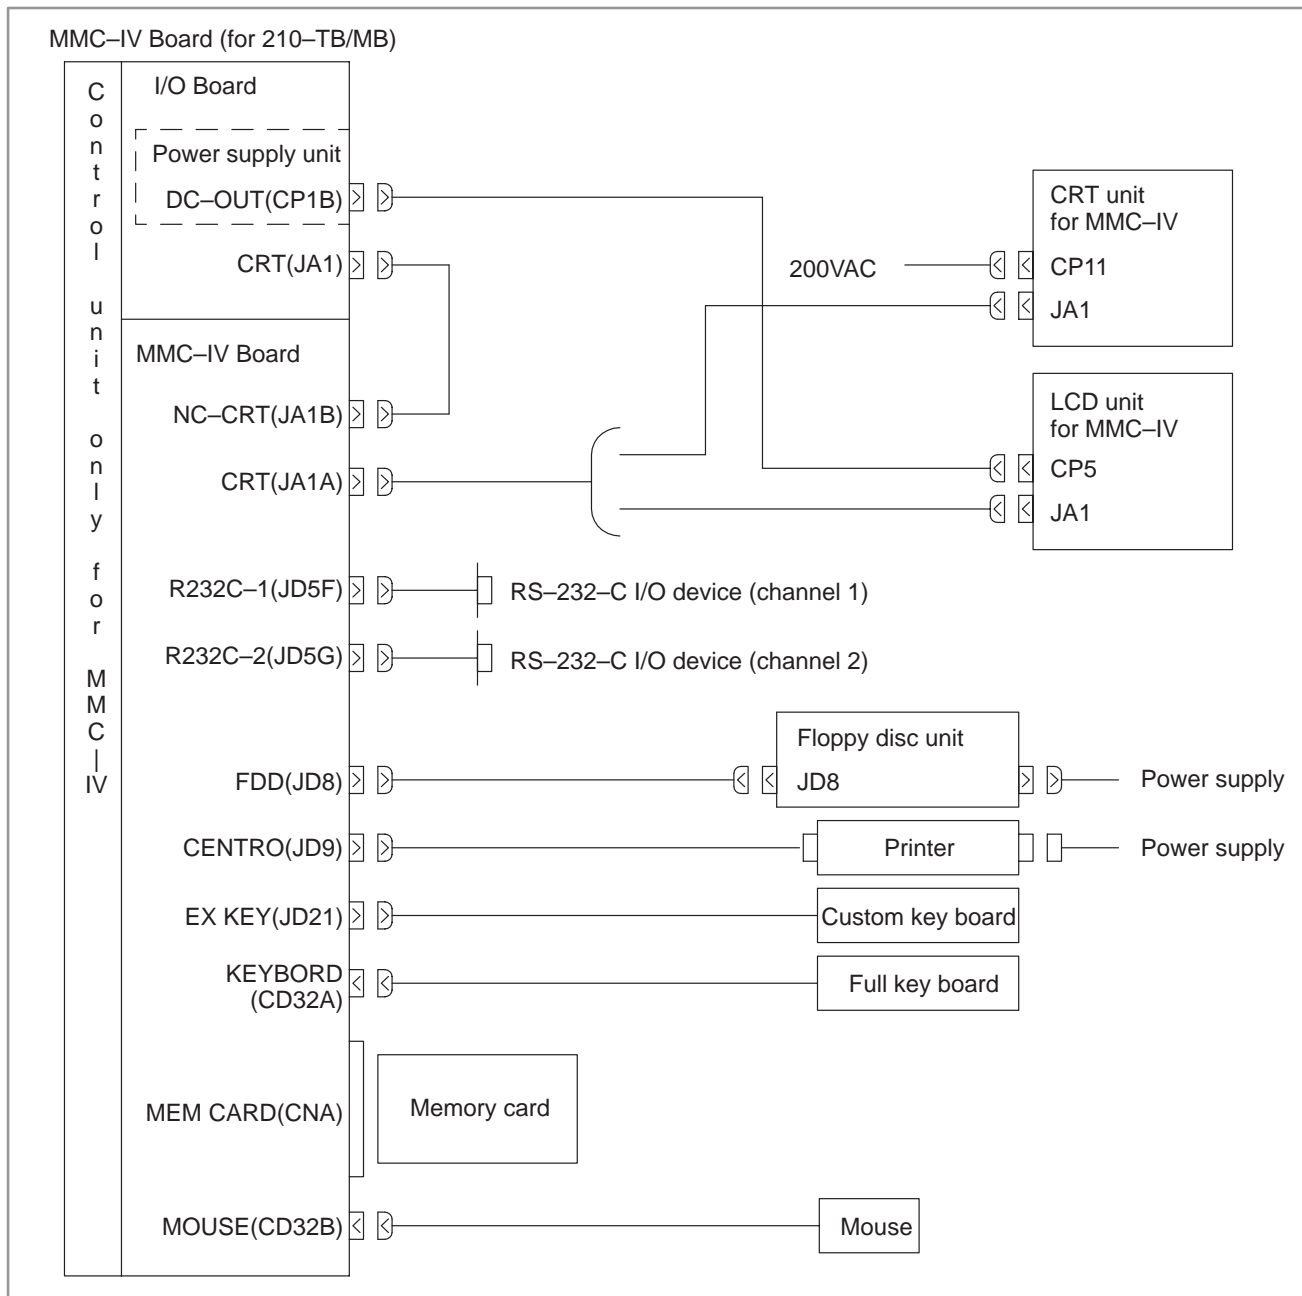 MMC–IV Board (for 210–TB/MB)
Control unit only for MMC–IV
I/O Board
Power supply unit
DC–OUT(CP1B)
CRT(JA1)
MMC–IV Board
NC–CRT(JA1B)
CRT(JA1A)
R232C–1(JD5F)
RS–232–C I/O device (channel 1)
R232C–2(JD5G)
RS–232–C I/O device (channel 2)
FDD(JD8)
CENTRO(JD9)
EX KEY(JD21)
KEYBORD
(CD32A)
MEM CARD(CNA)
MOUSE(CD32B)
200VAC
CRT unit
for MMC–IV
CP11
JA1
LCD unit
for MMC–IV
CP5
JA1
Floppy disc unit
JD8
Power supply
Printer
Power supply
Custom key board
Full key board
Memory card
Mouse